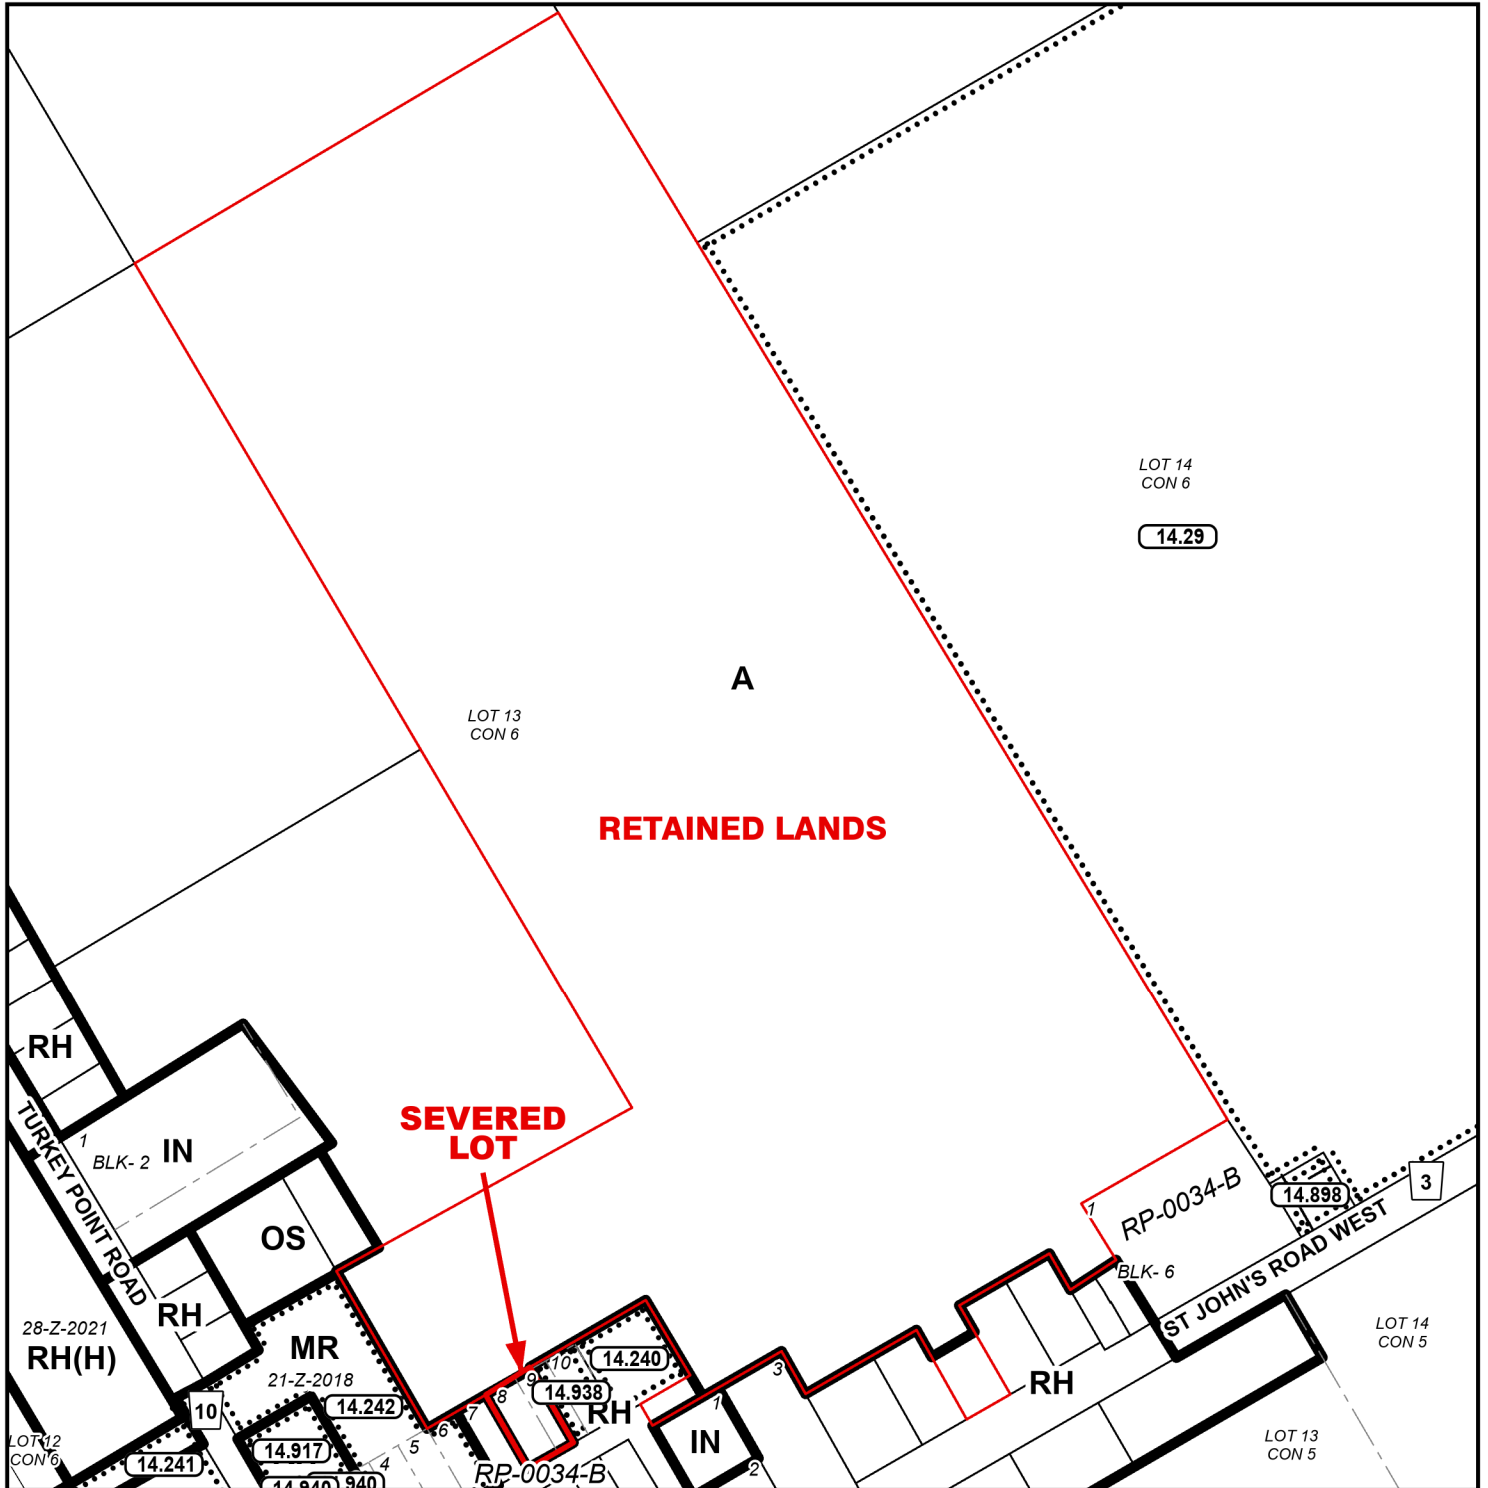 LOT 14
CON 6
14.29
A
LOT 13
CON 6
RETAINED LANDS
RH
SEVERED
LOT
TURKEY POINT ROAD
1
BLK- 2
IN
OS
RH
28-Z-2021
RH(H)
MR
21-Z-2018
14.242
10
14.917
14.241
LOT 12
CON 6
14.940
940
4
5
6
7
8
9
10
14.240
14.938
RH
RP-0034-B
IN
1
2
3
RH
1
RP-0034-B
BLK- 6
14.898
3
ST JOHN'S ROAD WEST
LOT 14
CON 5
LOT 13
CON 5